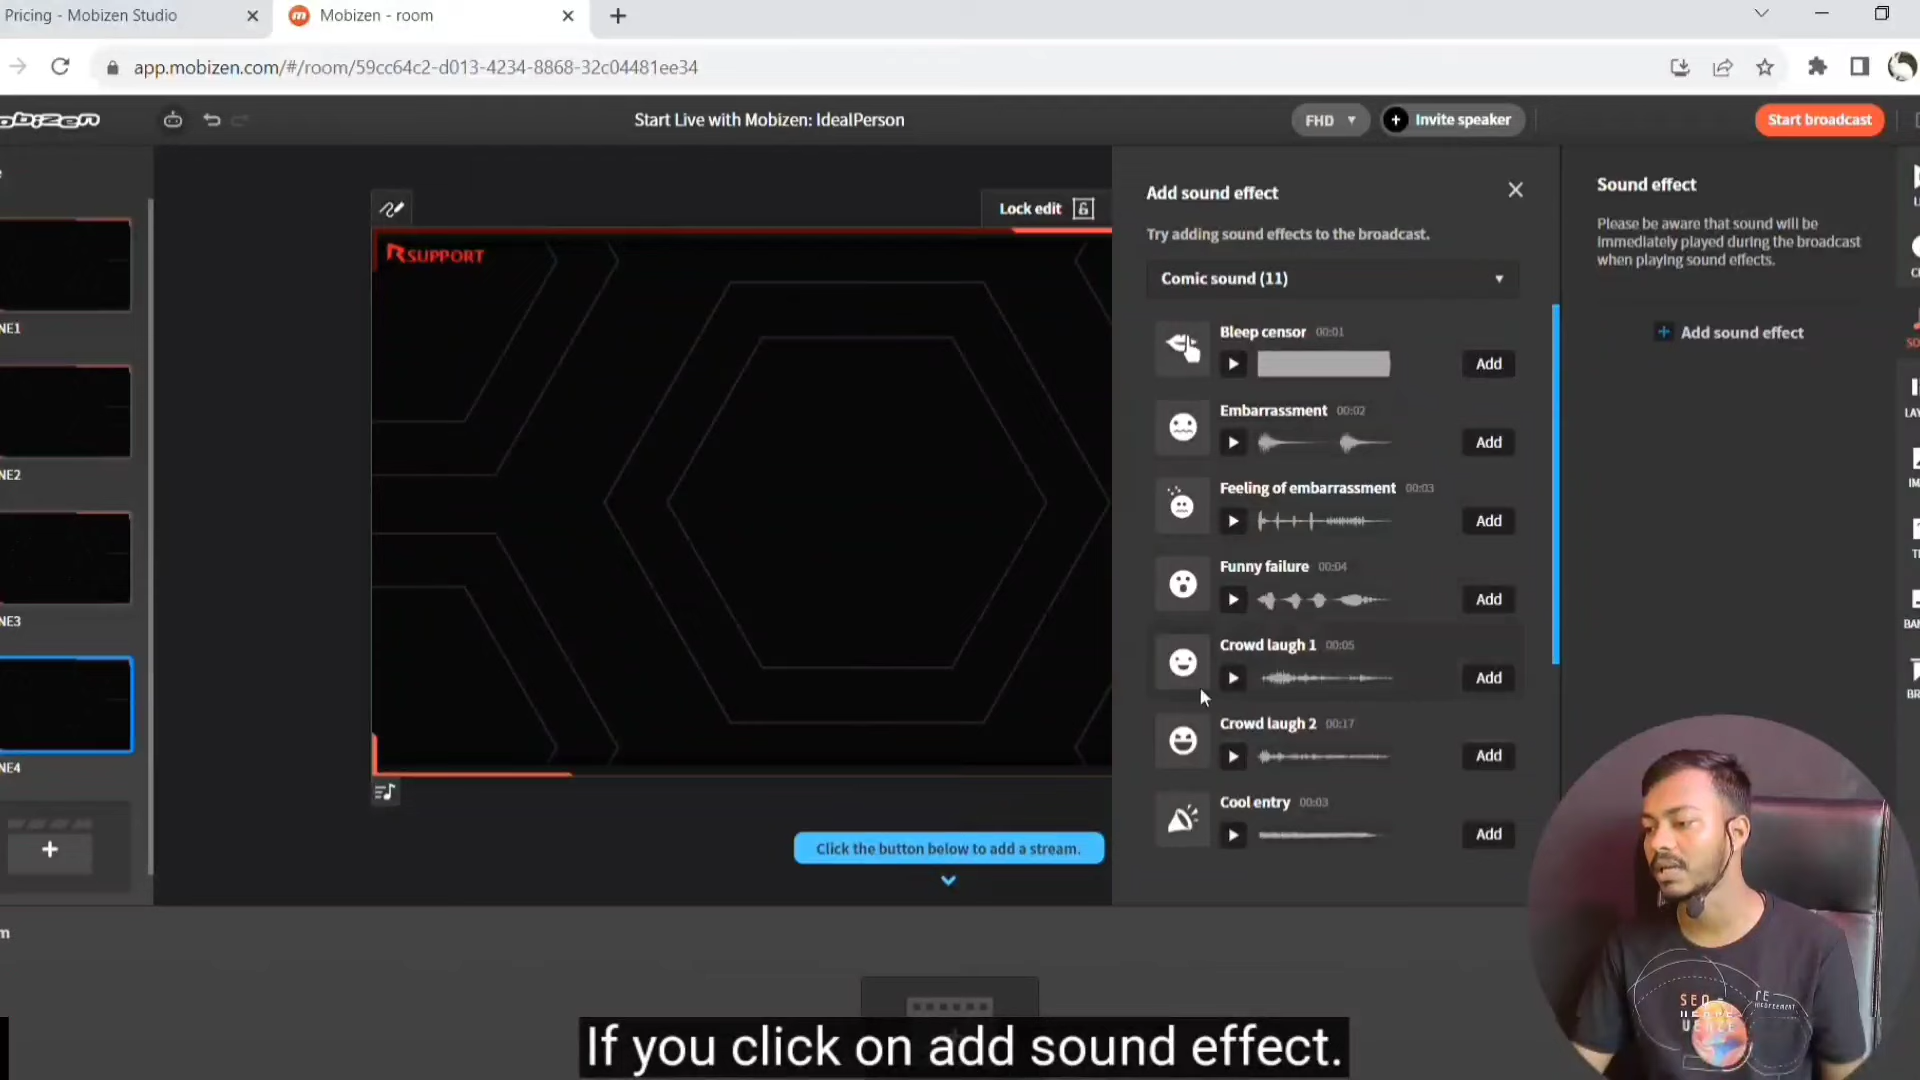 Pricing - Mobizen Studio
Mobizen - room
app.mobizen.com/#/room/59cc64c2-d013-4234-8868-32c04481ee34
obizen
Start Live with Mobizen: IdealPerson
FHD
Invite speaker
Start broadcast
NE1
NE2
NE3
NE4
Lock edit
RSUPPORT
Click the button below to add a stream.
Add sound effect
Try adding sound effects to the broadcast.
Comic sound (11)
Bleep censor 00:01
Add
Embarrassment 00:02
Add
Feeling of embarrassment 00:03
Add
Funny failure 00:04
Add
Crowd laugh 1 00:05
Add
Crowd laugh 2 00:17
Add
Cool entry 00:03
Add
Sound effect
Please be aware that sound will be
immediately played during the broadcast
when playing sound effects.
+ Add sound effect
SO
LAY
IM
BAN
BR
m
If you click on add sound effect.